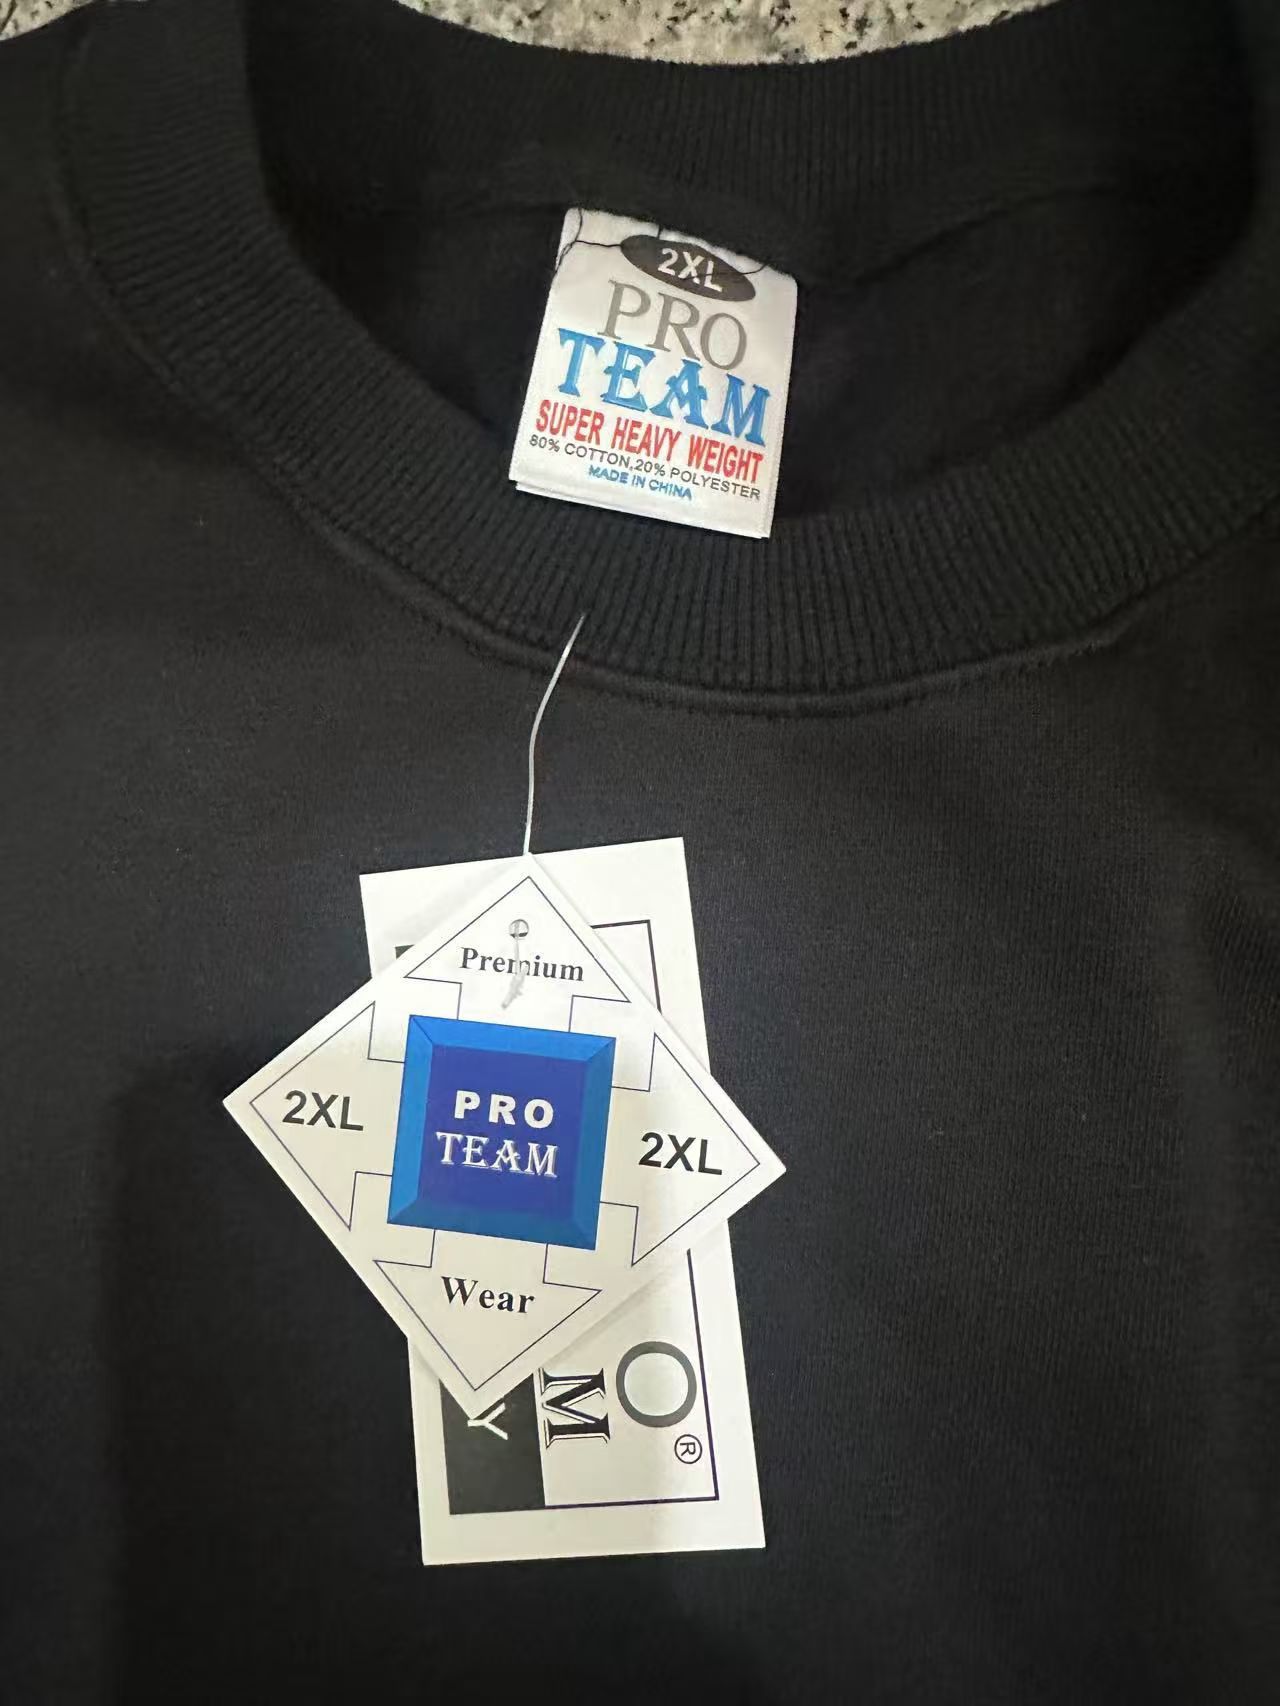 2XL
PRO
TEAM
SUPER HEAVY WEIGHT
80% COTTON,20% POLYESTER
MADE IN CHINA
Premium
2XL
PRO
TEAM
2XL
Wear
O
®
M
Y